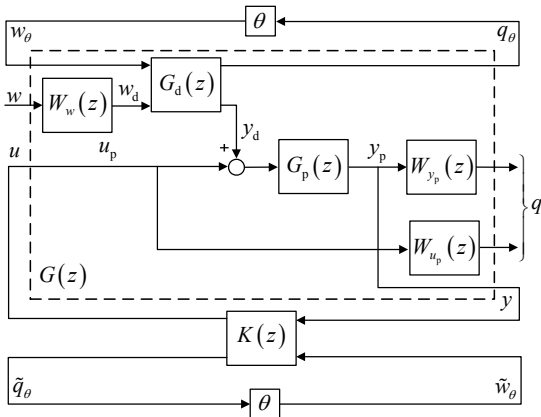 w_θ θ q_θ
w W_w(z) w_d G_d(z)
u u_p y_d
+ G_p(z) y_p W_{y_p}(z)
q
W_{u_p}(z)
G(z)
y
K(z)
q̃_θ θ w̃_θ